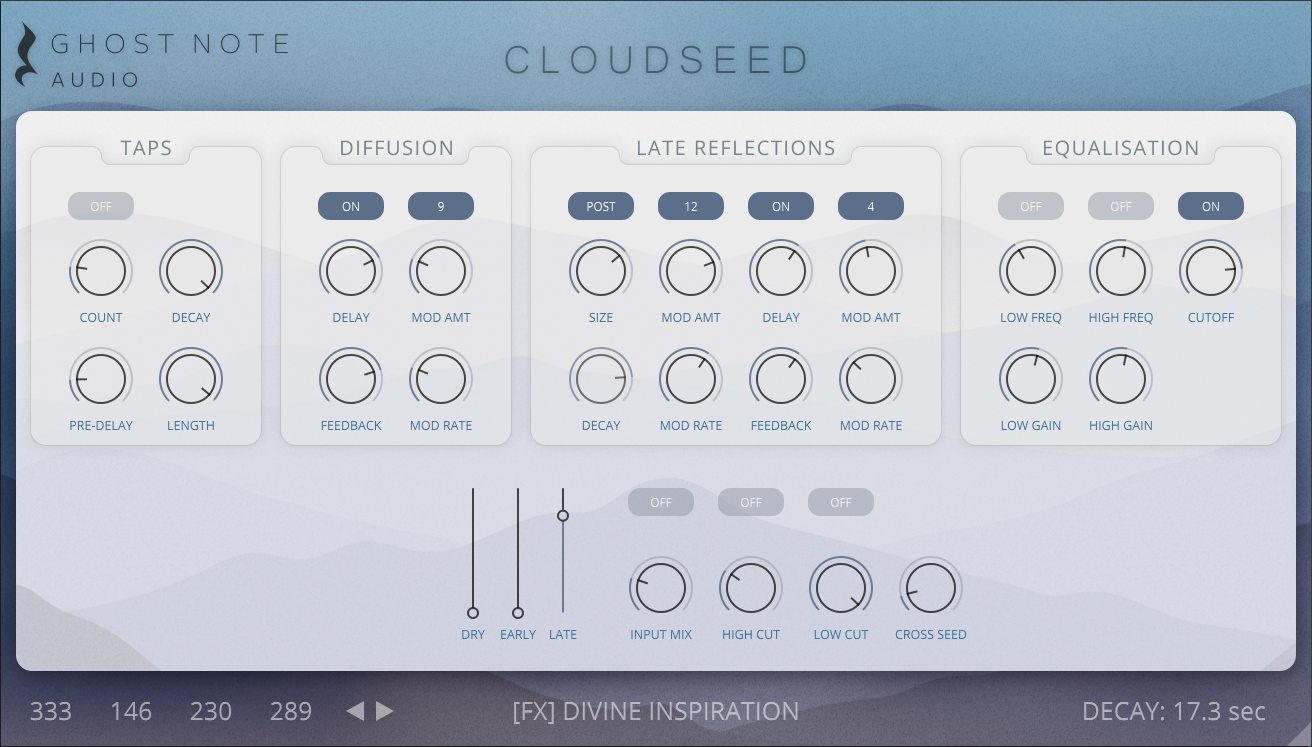 GHOST NOTE
AUDIO
CLOUDSEED
TAPS
OFF
COUNT DECAY
PRE-DELAY LENGTH
DIFFUSION
ON 9
DELAY MOD AMT
FEEDBACK MOD RATE
LATE REFLECTIONS
POST 12 ON 4
SIZE MOD AMT DELAY MOD AMT
DECAY MOD RATE FEEDBACK MOD RATE
EQUALISATION
OFF OFF ON
LOW FREQ HIGH FREQ CUTOFF
LOW GAIN HIGH GAIN
OFF OFF OFF
DRY EARLY LATE INPUT MIX HIGH CUT LOW CUT CROSS SEED
333 146 230 289 [FX] DIVINE INSPIRATION DECAY: 17.3 sec